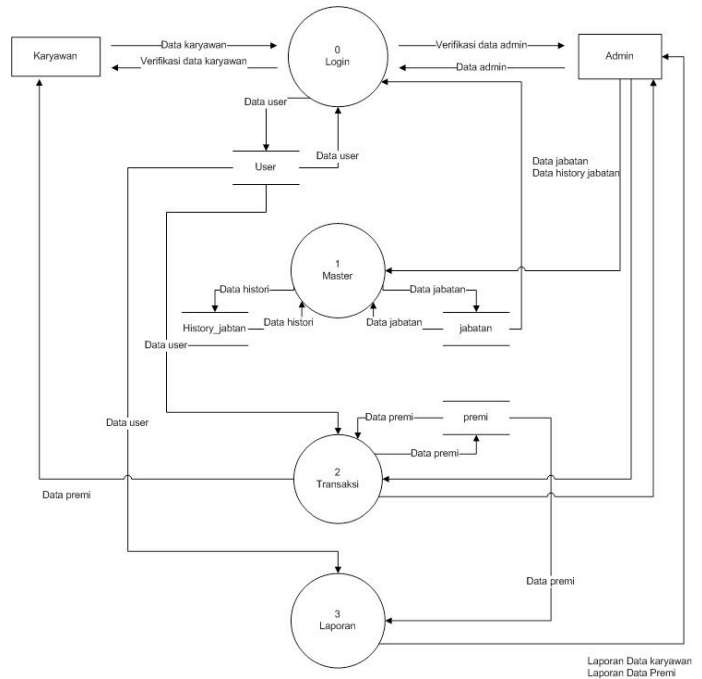 Karyawan
Data karyawan
Verifikasi data karyawan
0
Login
Verifikasi data admin
Data admin
Admin
Data user
User
Data user
Data jabatan
Data history jabatan
1
Master
Data histori
Data jabatan
History_jabtan
Data histori
Data jabatan
jabatan
Data user
Data premi
premi
Data user
Data premi
2
Transaksi
Data premi
Data premi
3
Laporan
Laporan Data karyawan
Laporan Data Premi